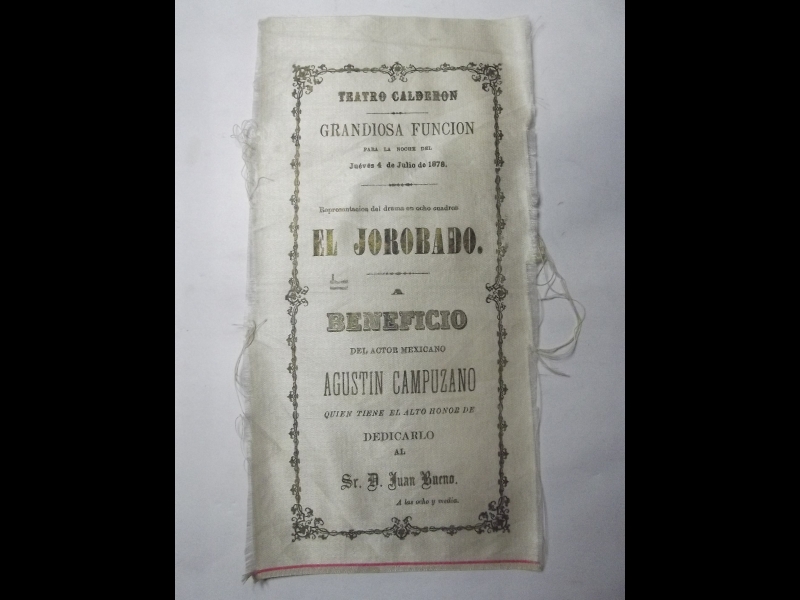 TEATRO CALDERON
GRANDIOSA FUNCION
PARA LA NOCHE DEL
Juéves 4 de Julio de 1878.
Representacion del drama en ocho cuadros
EL JOROBADO.
A
BENEFICIO
DEL ACTOR MEXICANO
AGUSTIN CAMPUZANO
QUIEN TIENE EL ALTO HONOR DE
DEDICARLO
AL
Sr. D. Juan Bueno.
A las ocho y media.